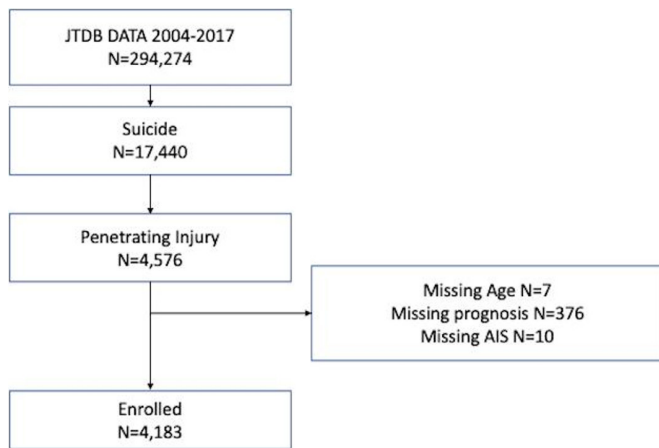 JTDB DATA 2004-2017
N=294,274
Suicide
N=17,440
Penetrating Injury
N=4,576
Missing Age N=7
Missing prognosis N=376
Missing AIS N=10
Enrolled
N=4,183